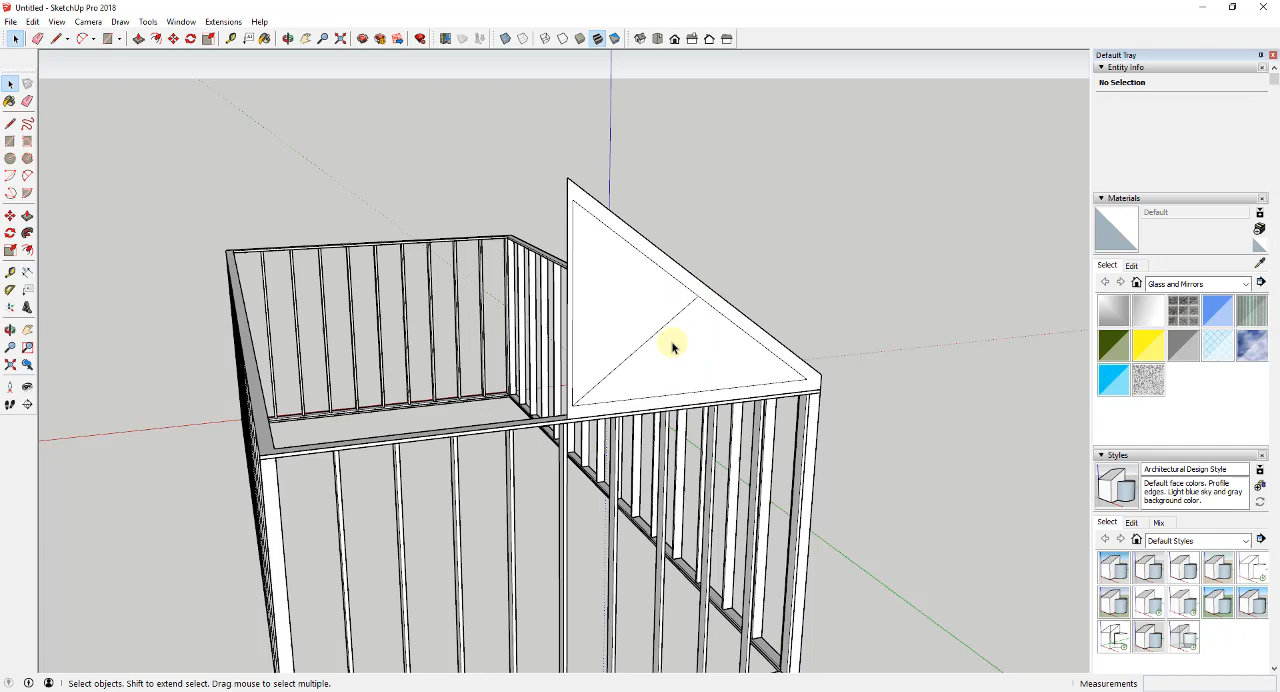 Untitled - SketchUp Pro 2018
File Edit View Camera Draw Tools Window Extensions Help
Default Tray
Entity Info
No Selection
Materials
Default
Select Edit
Glass and Mirrors
Styles
Architectural Design Style
Default face colors. Profile
edges. Light blue sky and gray
background color.
Select Edit Mix
Default Styles
Select objects. Shift to extend select. Drag mouse to select multiple.
Measurements